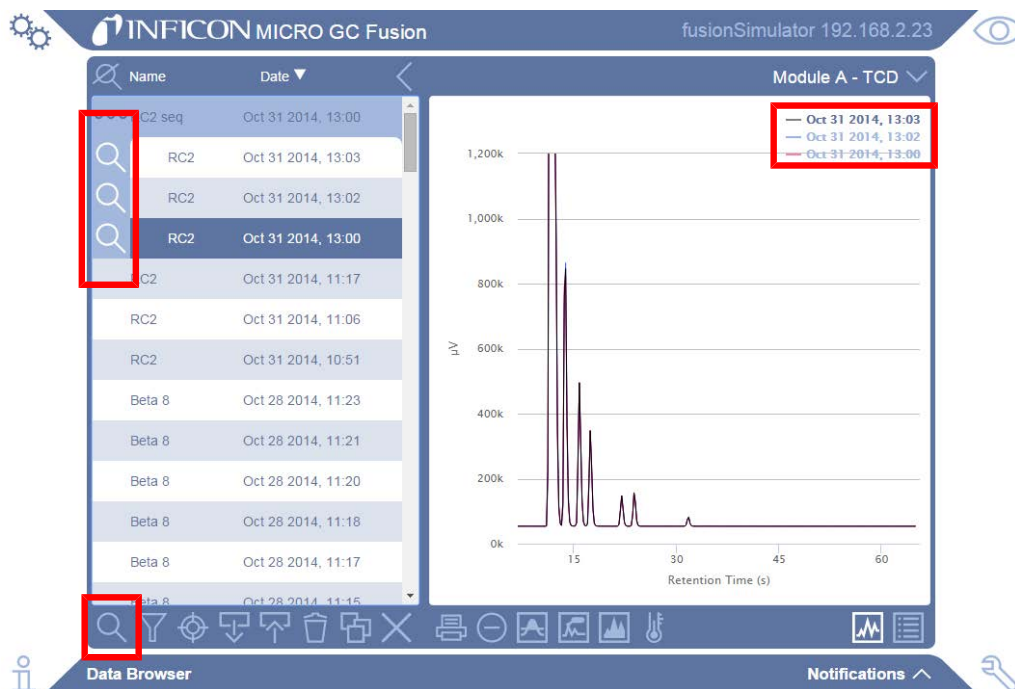 INFICON MICRO GC Fusion
fusionSimulator 192.168.2.23
Name Date ▼
Module A - TCD
RC2 seq Oct 31 2014, 13:00
RC2 Oct 31 2014, 13:03
RC2 Oct 31 2014, 13:02
RC2 Oct 31 2014, 13:00
RC2 Oct 31 2014, 11:17
RC2 Oct 31 2014, 11:06
RC2 Oct 31 2014, 10:51
Beta 8 Oct 28 2014, 11:23
Beta 8 Oct 28 2014, 11:21
Beta 8 Oct 28 2014, 11:20
Beta 8 Oct 28 2014, 11:18
Beta 8 Oct 28 2014, 11:17
Beta 8 Oct 28 2014, 11:15
Oct 31 2014, 13:03
Oct 31 2014, 13:02
Oct 31 2014, 13:00
1,200k
1,000k
800k
600k
400k
200k
0k
µV
15 30 45 60
Retention Time (s)
Data Browser
Notifications